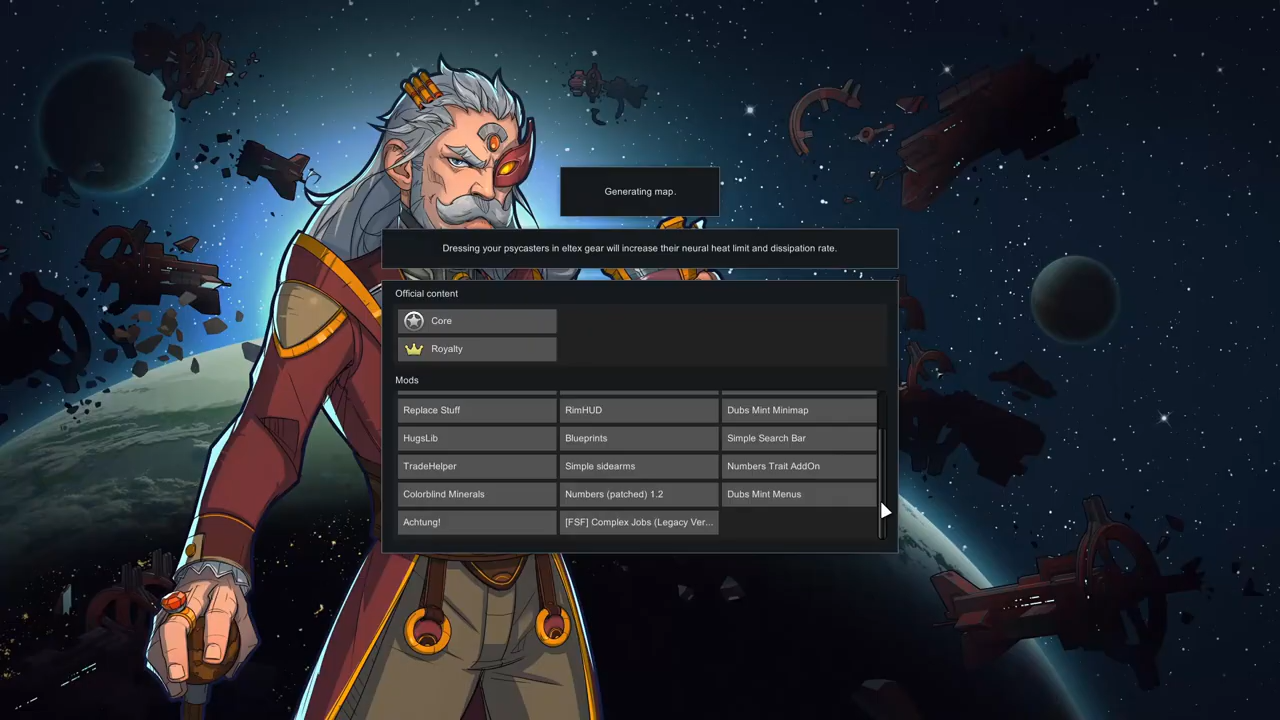 Generating map.
Dressing your psycasters in eltex gear will increase their neural heat limit and dissipation rate.
Official content
Core
Royalty
Mods
Replace Stuff
RimHUD
Dubs Mint Minimap
HugsLib
Blueprints
Simple Search Bar
TradeHelper
Simple sidearms
Numbers Trait AddOn
Colorblind Minerals
Numbers (patched) 1.2
Dubs Mint Menus
Achtung!
[FSF] Complex Jobs (Legacy Ver...